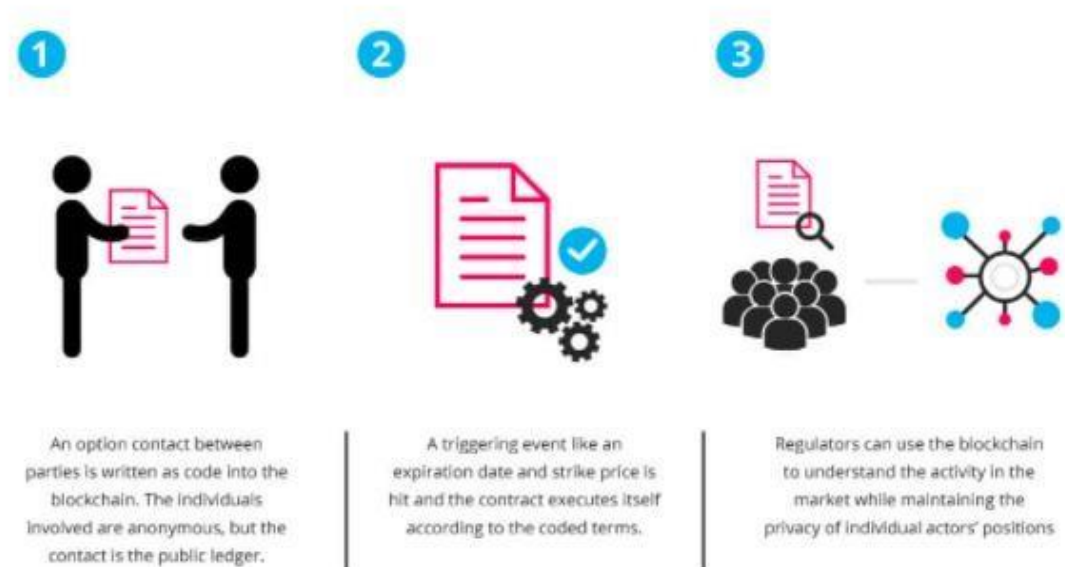 1
2
3
An option contact between
parties is written as code into the
blockchain. The individuals
involved are anonymous, but the
contact is the public ledger.
A triggering event like an
expiration date and strike price is
hit and the contract executes itself
according to the coded terms.
Regulators can use the blockchain
to understand the activity in the
market while maintaining the
privacy of individual actors' positions